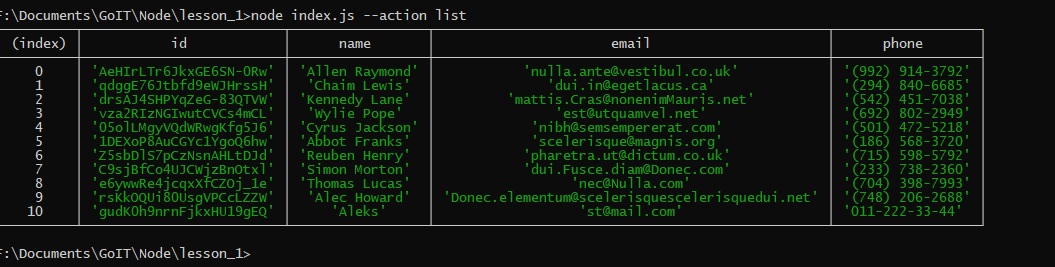 F:\Documents\GoIT\Node\lesson_1>node index.js --action list
(index) id name email phone
0 'AeHIrLTr6JkxGE6SN-0Rw' 'Allen Raymond' 'nulla.ante@vestibul.co.uk' '(992) 914-3792'
1 'qdggE76Jtbfd9eWJHrssH' 'Chaim Lewis' 'dui.in@egetlacus.ca' '(294) 840-6685'
2 'drsAJ4SHPYqZeG-83QTVW' 'Kennedy Lane' 'mattis.Cras@nonenimMauris.net' '(542) 451-7038'
3 'vza2RIzNGIwutCVCs4mCL' 'Wylie Pope' 'est@utquamvel.net' '(692) 802-2949'
4 '05olLMgyVQdWRwgKfg5J6' 'Cyrus Jackson' 'nibh@semsempererat.com' '(501) 472-5218'
5 '1DEXoP8AuCGYc1YgoQ6hw' 'Abbot Franks' 'scelerisque@magnis.org' '(186) 568-3720'
6 'Z5sbDlS7pCzNsnAHLtDJd' 'Reuben Henry' 'pharetra.ut@dictum.co.uk' '(715) 598-5792'
7 'C9sjBfCo4UJCWjzBnOtxl' 'Simon Morton' 'dui.Fusce.diam@Donec.com' '(233) 738-2360'
8 'e6ywwRe4jcqxXfCZOj_1e' 'Thomas Lucas' 'nec@Nulla.com' '(704) 398-7993'
9 'rsKkOQUi80UsgVPCcLZZW' 'Alec Howard' 'Donec.elementum@scelerisquescelerisquedui.net' '(748) 206-2688'
10 'gudKOh9nrnFjkxHU19gEQ' 'Aleks' 'st@mail.com' '011-222-33-44'
F:\Documents\GoIT\Node\lesson_1>